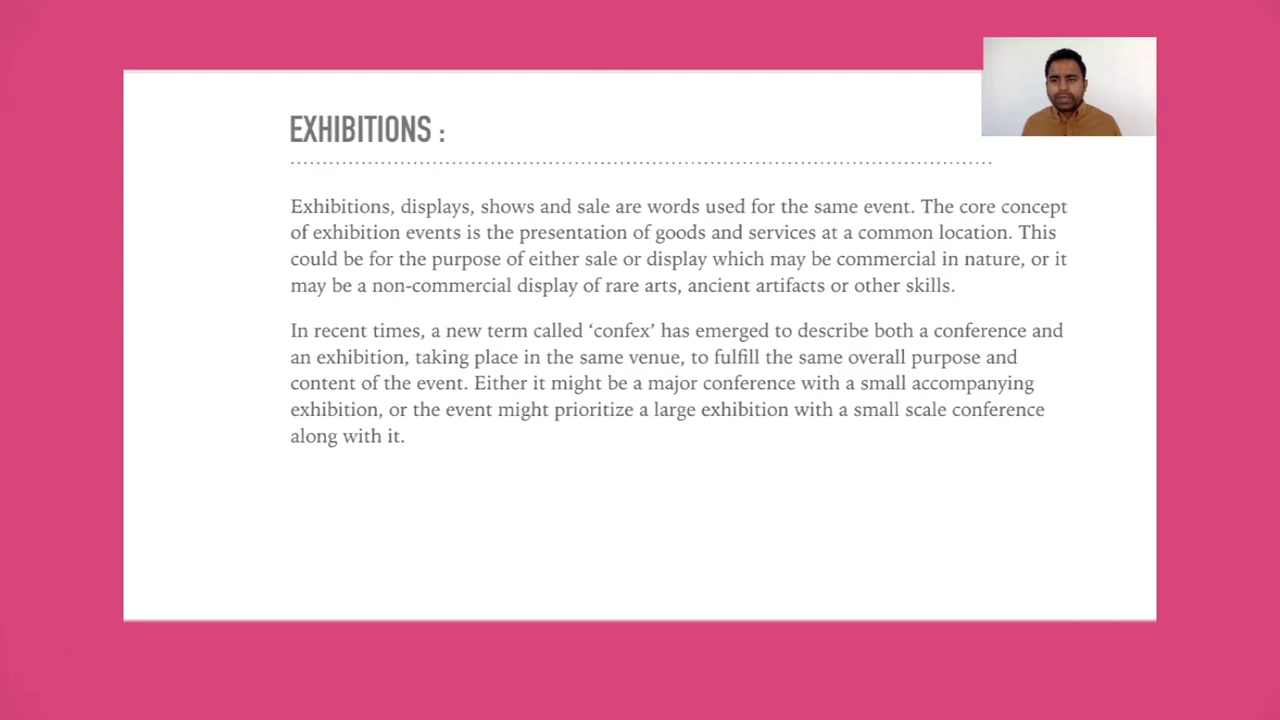 EXHIBITIONS :
Exhibitions, displays, shows and sale are words used for the same event. The core concept
of exhibition events is the presentation of goods and services at a common location. This
could be for the purpose of either sale or display which may be commercial in nature, or it
may be a non-commercial display of rare arts, ancient artifacts or other skills.
In recent times, a new term called ‘confex’ has emerged to describe both a conference and
an exhibition, taking place in the same venue, to fulfill the same overall purpose and
content of the event. Either it might be a major conference with a small accompanying
exhibition, or the event might prioritize a large exhibition with a small scale conference
along with it.